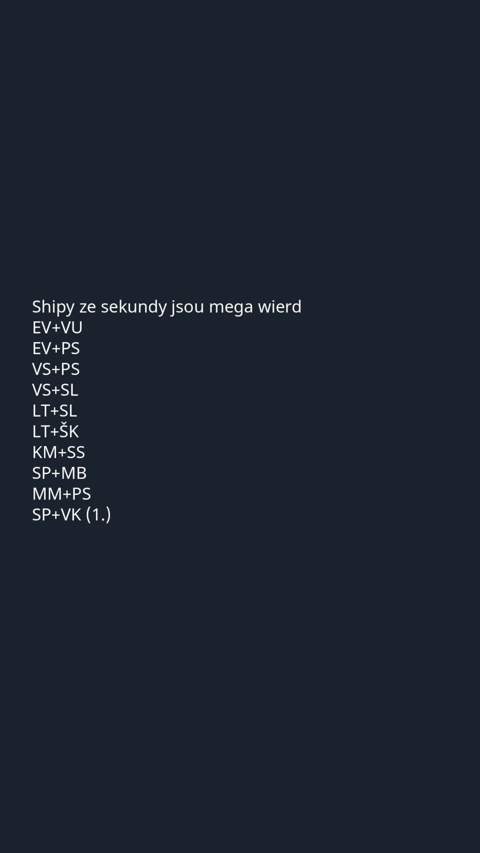 Shipy ze sekundy jsou mega wierd
EV+VU
EV+PS
VS+PS
VS+SL
LT+SL
LT+ŠK
KM+SS
SP+MB
MM+PS
SP+VK (1.)